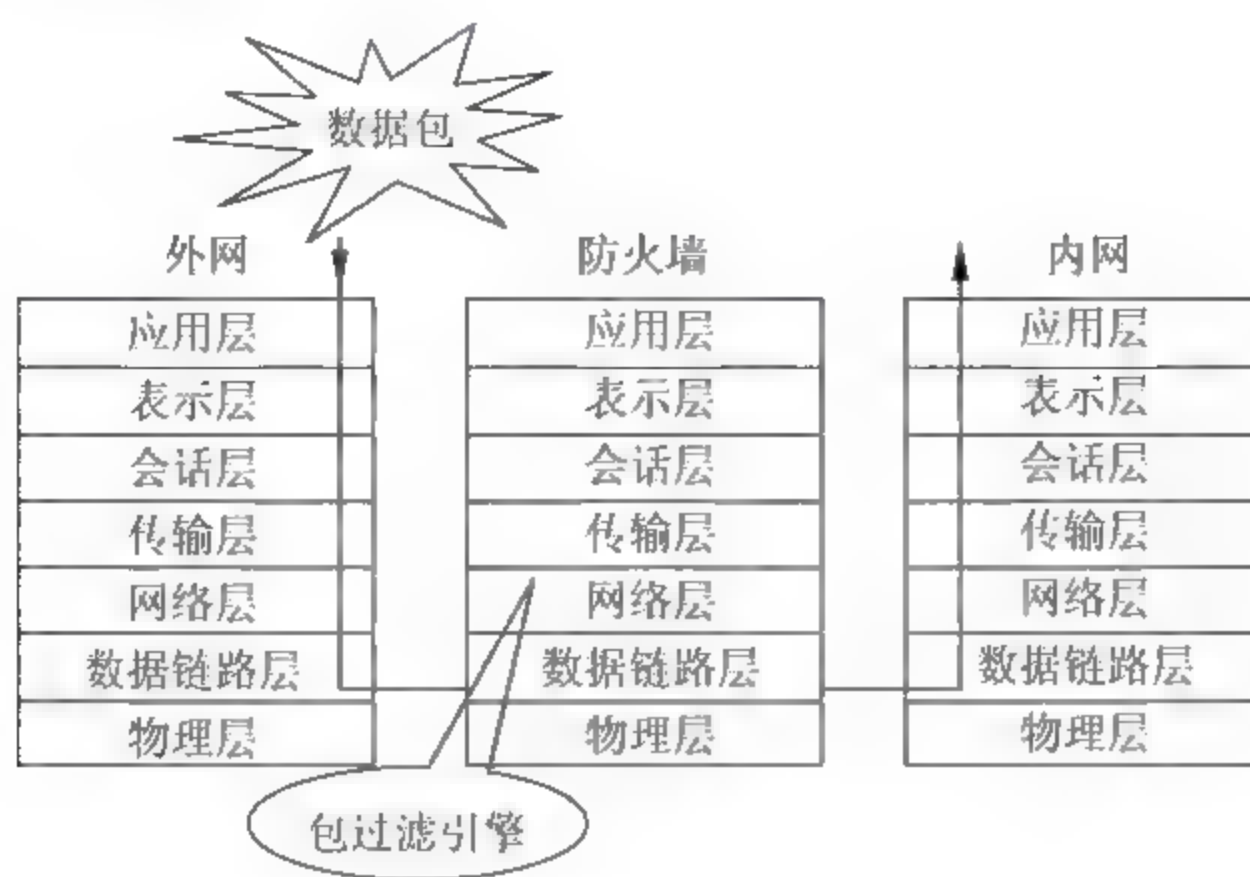 数据包
外网
防火墙
内网
应用层
表示层
会话层
传输层
网络层
数据链路层
物理层
应用层
表示层
会话层
传输层
网络层
数据链路层
物理层
应用层
表示层
会话层
传输层
网络层
数据链路层
物理层
包过滤引擎